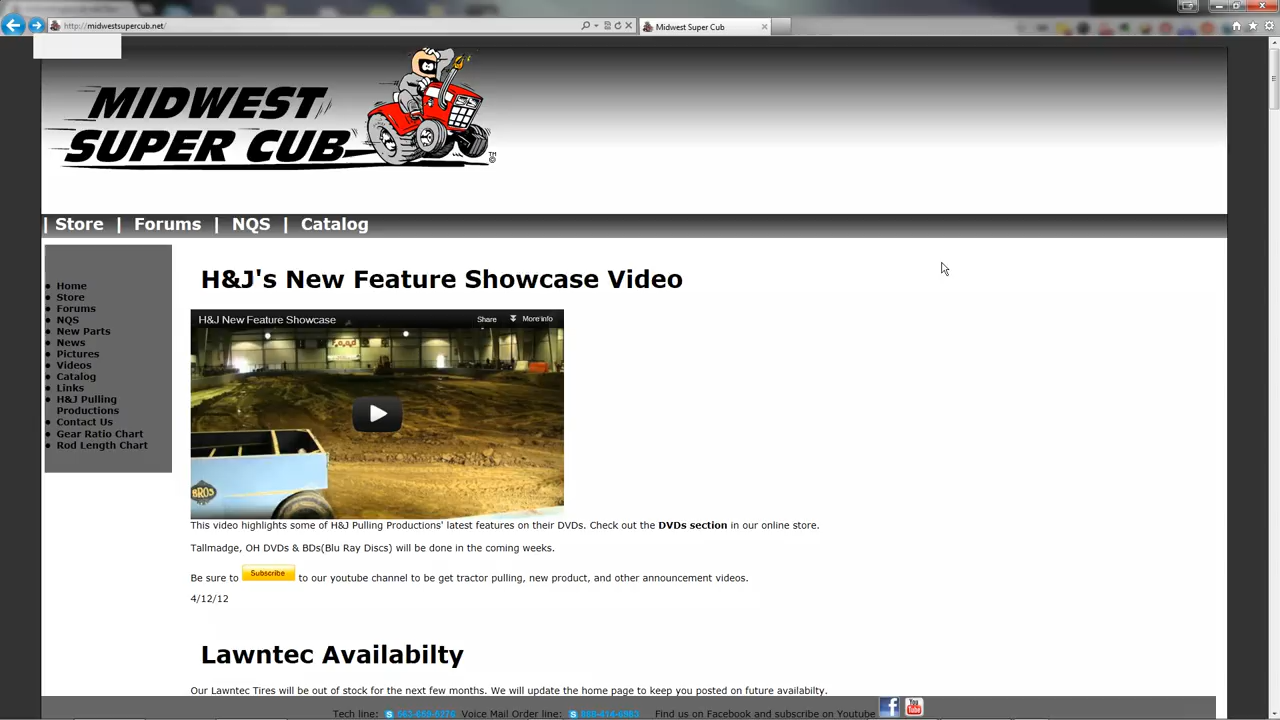 http://midwestsupercub.net/
Midwest Super Cub
MIDWEST
SUPER CUB
TM
| Store | Forums | NQS | Catalog
Home
Store
Forums
NQS
New Parts
News
Pictures
Videos
Catalog
Links
H&J Pulling
Productions
Contact Us
Gear Ratio Chart
Rod Length Chart
H&J's New Feature Showcase Video
H&J New Feature Showcase Share More info
BROS
This video highlights some of H&J Pulling Productions' latest features on their DVDs. Check out the DVDs section in our online store.
Tallmadge, OH DVDs & BDs(Blu Ray Discs) will be done in the coming weeks.
Be sure to Subscribe to our youtube channel to be get tractor pulling, new product, and other announcement videos.
4/12/12
Lawntec Availabilty
Our Lawntec Tires will be out of stock for the next few months. We will update the home page to keep you posted on future availabilty.
Tech line: Voice Mail Order line: Find us on Facebook and subscribe on Youtube